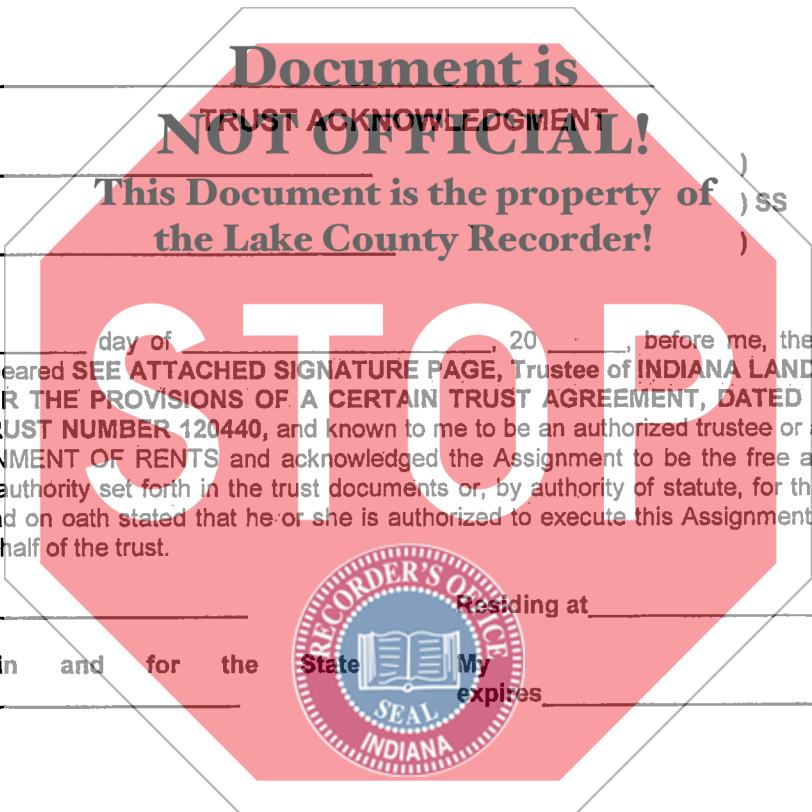 Document is
TRUST ACKNOWLEDGMENT
NOT OFFICIAL!
)
This Document is the property of
) SS
the Lake County Recorder!
)
STOP
day of , 20 , before me, the
eared SEE ATTACHED SIGNATURE PAGE, Trustee of INDIANA LAND
R THE PROVISIONS OF A CERTAIN TRUST AGREEMENT, DATED
UST NUMBER 120440, and known to me to be an authorized trustee or
NMENT OF RENTS and acknowledged the Assignment to be the free a
authority set forth in the trust documents or, by authority of statute, for th
d on oath stated that he or she is authorized to execute this Assignment
half of the trust.
RECORDER'S OFFICE
Residing at
in and for the State
My
expires
SEAL
INDIANA